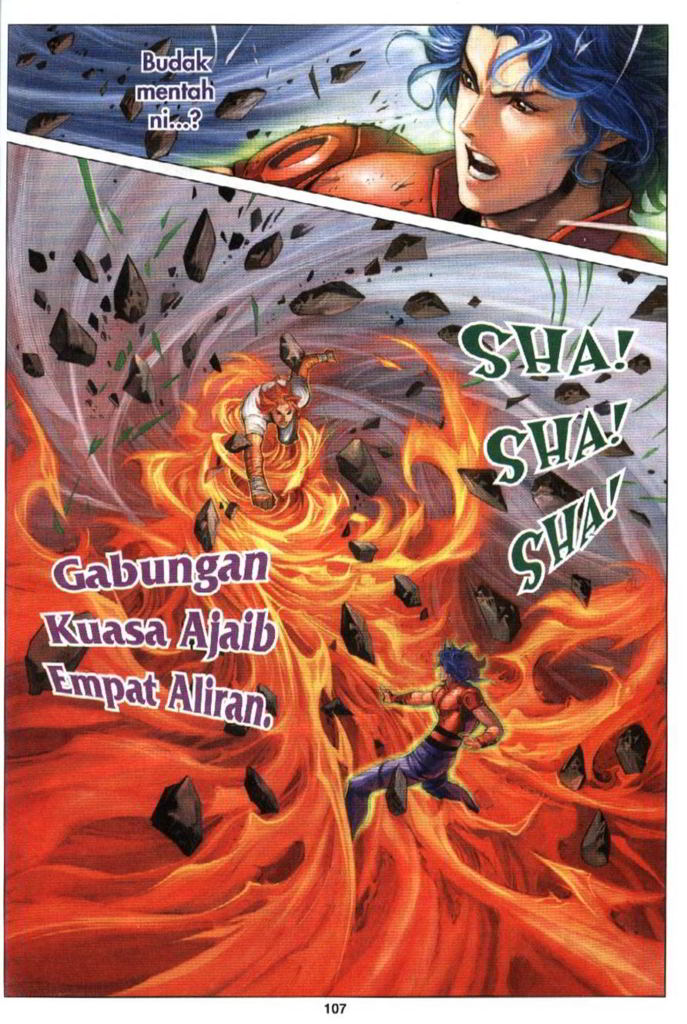 Budak
mentah
ni...?
SHA!
SHA!
SHA!
Gabungan
Kuasa Ajaib
Empat Aliran.
107